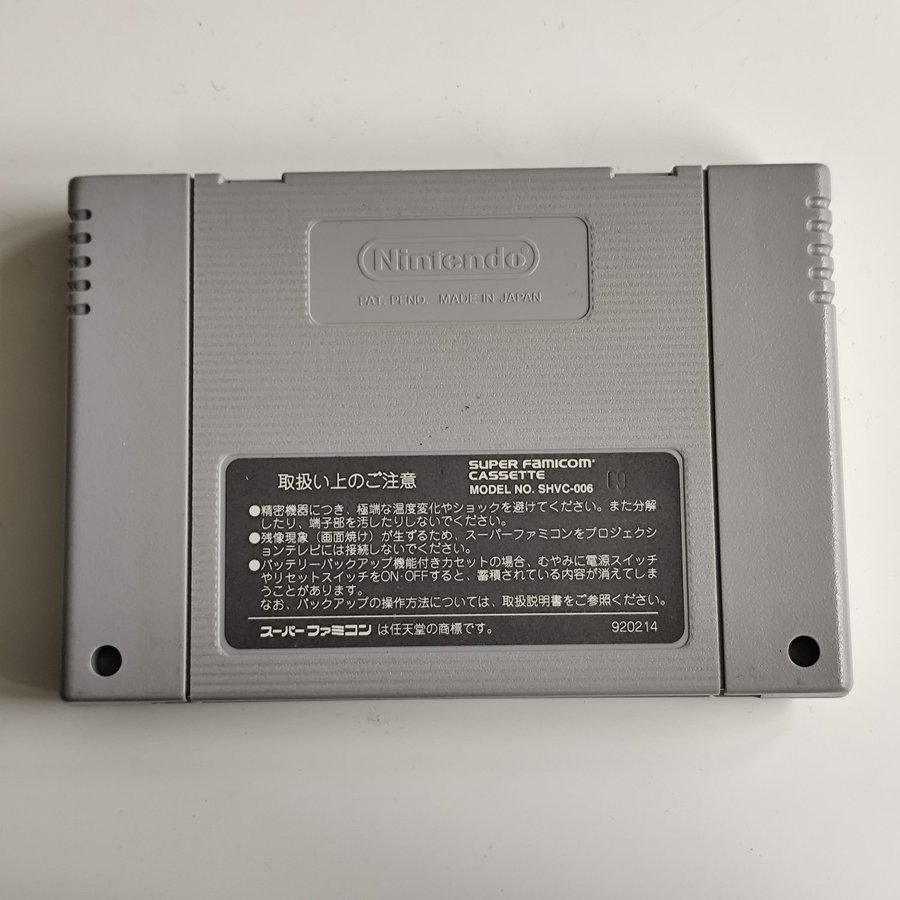 Nintendo®
PAT. PEND. MADE IN JAPAN
取扱い上のご注意
SUPER FAMICOM®
CASSETTE
MODEL NO. SHVC-006
●精密機器につき、極端な温度変化やショックを避けてください。また分解
したり、端子部を汚したりしないでください。
●残像現象（画面焼け）が生ずるため、スーパーファミコンをプロジェクシ
ョンテレビには接続しないでください。
●バッテリーバックアップ機能付きカセットの場合、むやみに電源スイッチ
やリセットスイッチをON・OFFすると、蓄積されている内容が消えてしま
うことがあります。
なお、バックアップの操作方法については、取扱説明書をご参照ください。
スーパーファミコン は任天堂の商標です。
920214